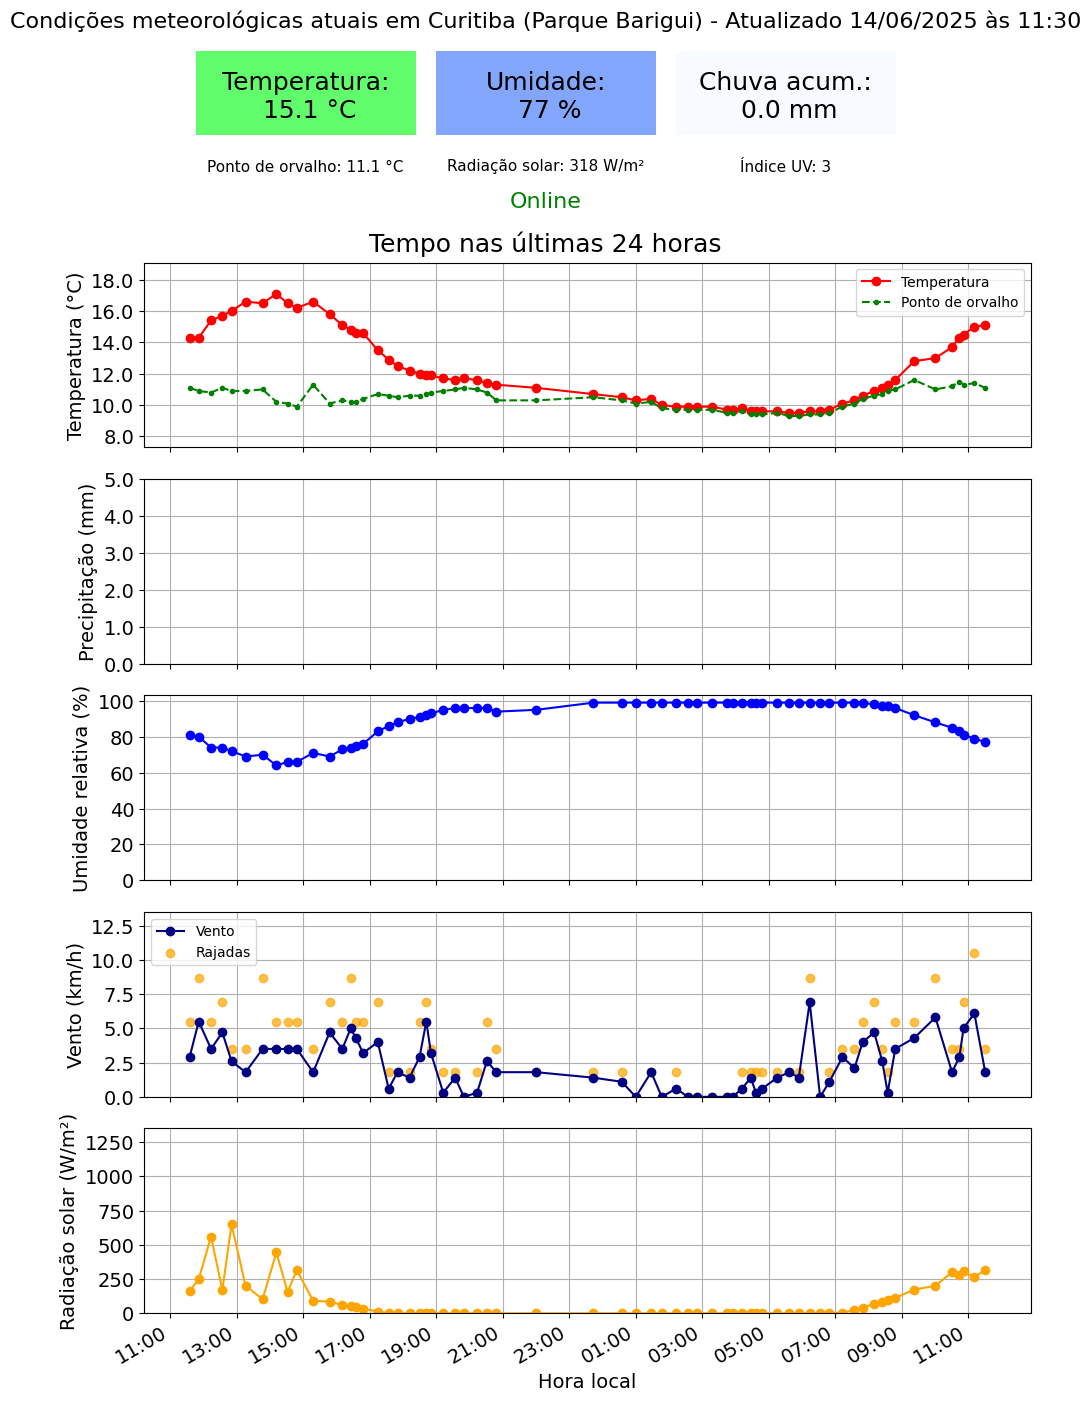 Condições meteorológicas atuais em Curitiba (Parque Barigui) - Atualizado 14/06/2025 às 11:30
Temperatura:
15.1 °C
Umidade:
77 %
Chuva acum.:
0.0 mm
Ponto de orvalho: 11.1 °C
Radiação solar: 318 W/m²
Índice UV: 3
Online
Tempo nas últimas 24 horas
Temperatura (°C)
18.0
16.0
14.0
12.0
10.0
8.0
Temperatura
Ponto de orvalho
Precipitação (mm)
5.0
4.0
3.0
2.0
1.0
0.0
Umidade relativa (%)
100
80
60
40
20
0
Vento (km/h)
12.5
10.0
7.5
5.0
2.5
0.0
Vento
Rajadas
Radiação solar (W/m²)
1250
1000
750
500
250
0
11:00
13:00
15:00
17:00
19:00
21:00
23:00
01:00
03:00
05:00
07:00
09:00
11:00
Hora local